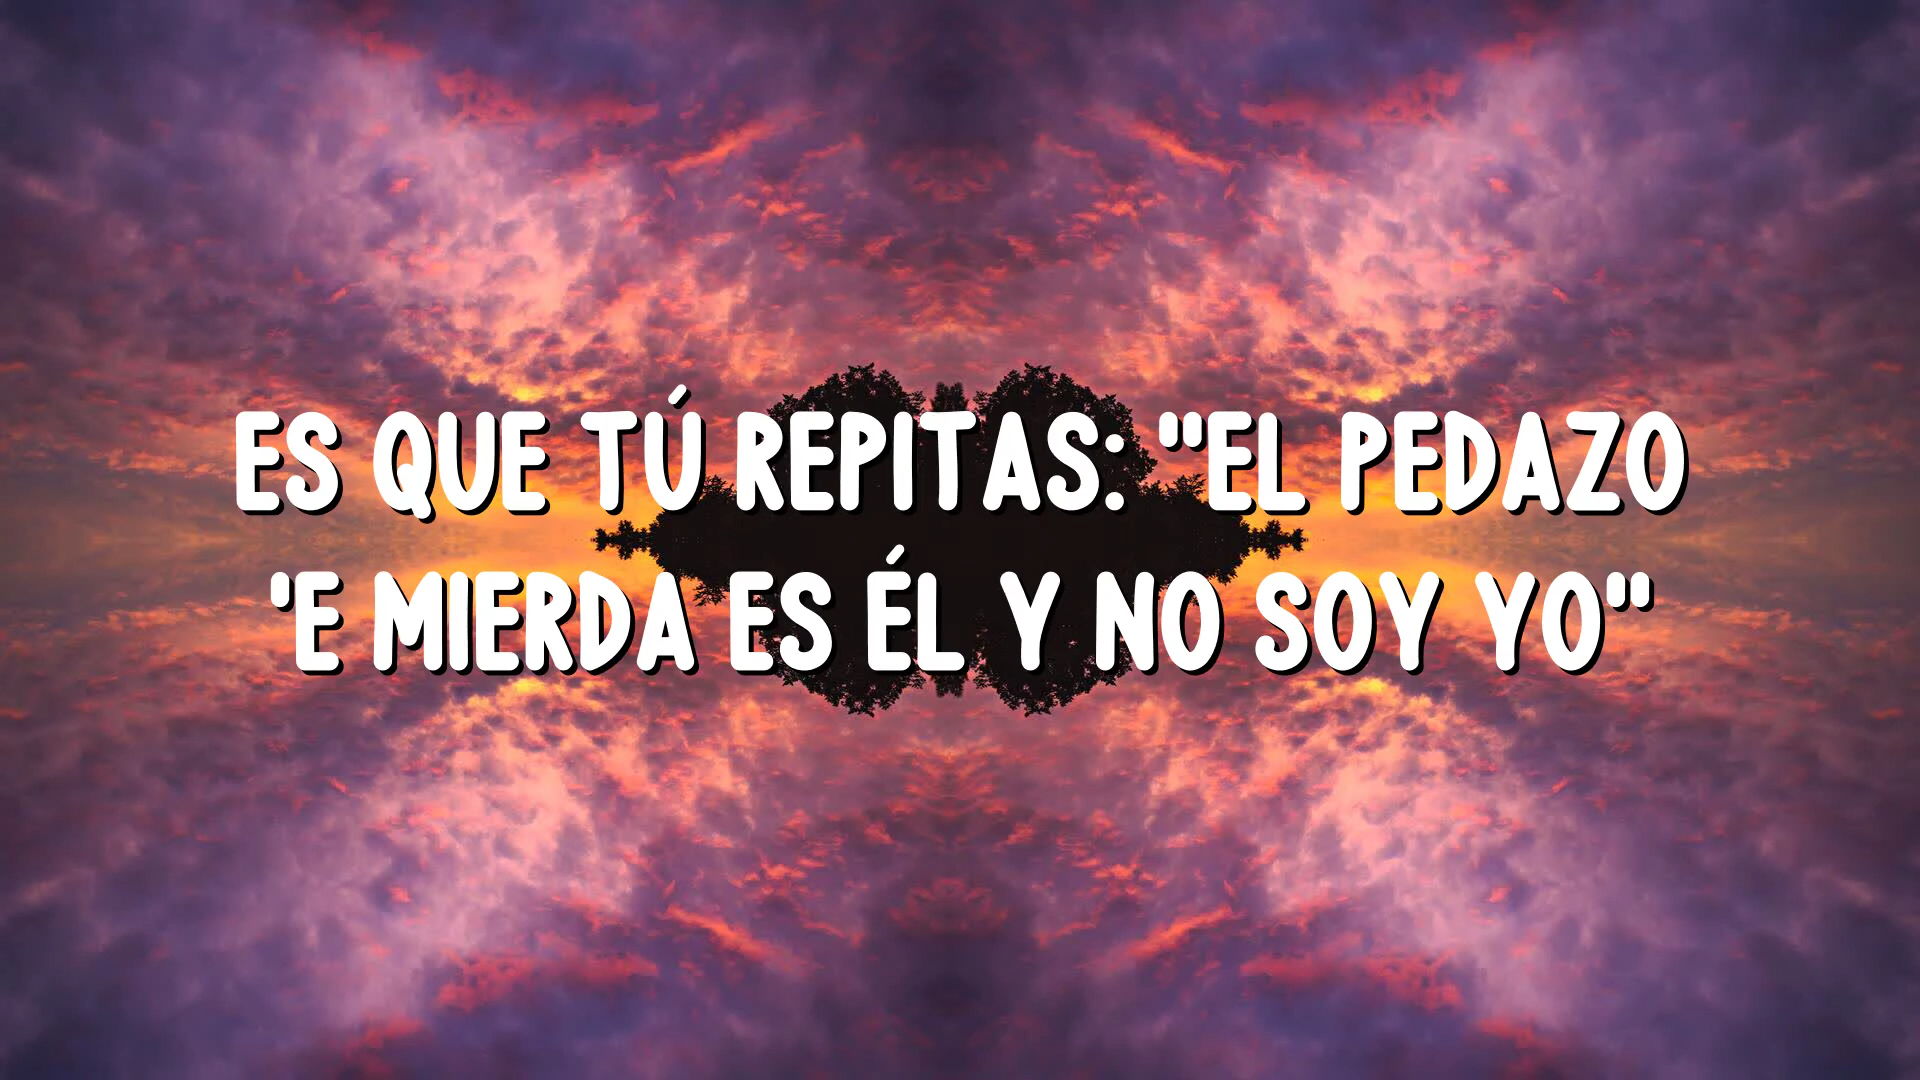 ES QUE TÚ REPITAS: "EL PEDAZO
'E MIERDA ES ÉL Y NO SOY YO"